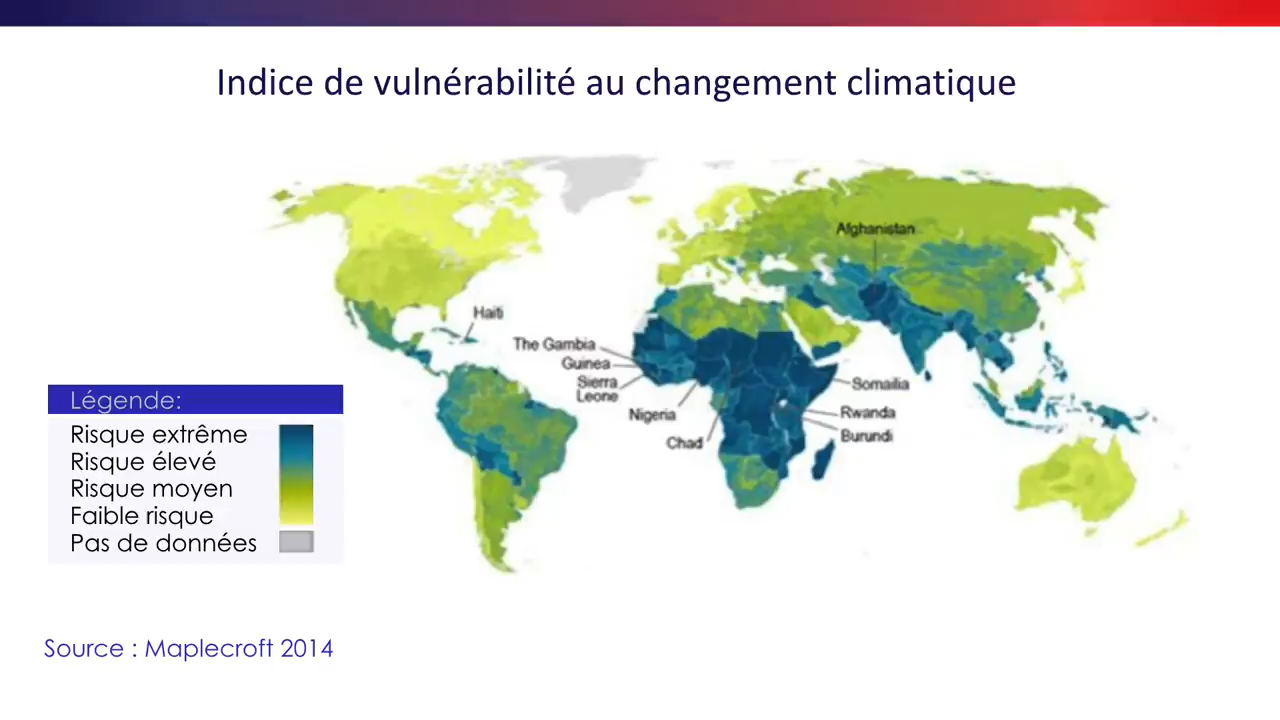 Indice de vulnérabilité au changement climatique
Afghanistan
Haiti
The Gambia
Guinea
Sierra
Leone
Nigeria
Chad
Somailia
Rwanda
Burundi
Légende:
Risque extrême
Risque élevé
Risque moyen
Faible risque
Pas de données
Source : Maplecroft 2014